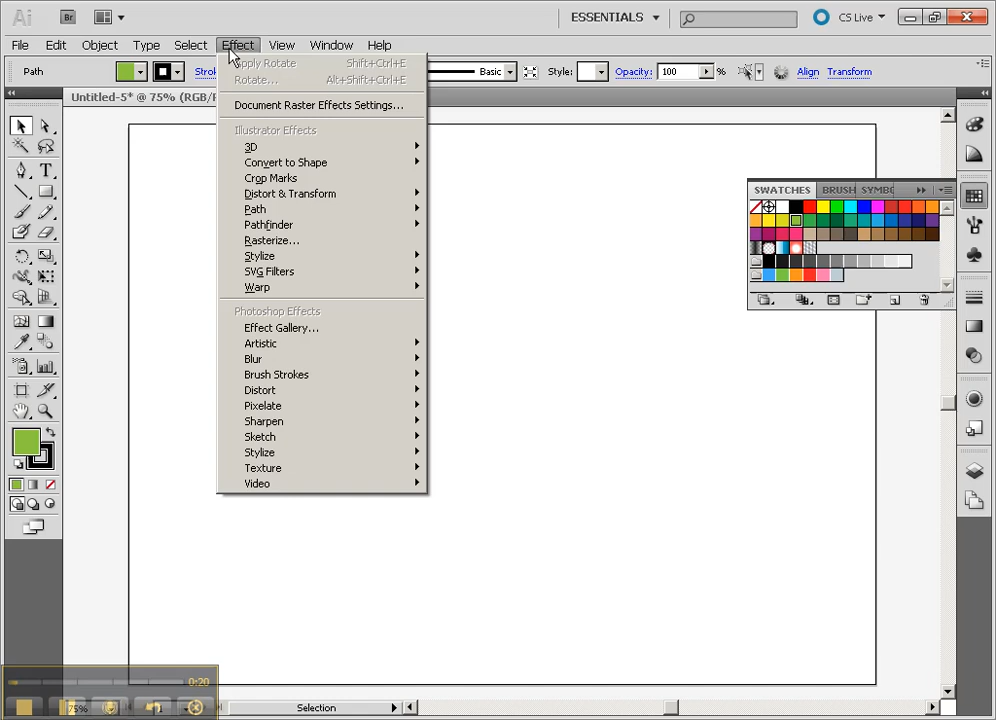 Ai Br ESSENTIALS CS Live
File Edit Object Type Select Effect View Window Help
Path Basic Style: Opacity: 100 % Align Transform
Untitled-5* @ 75% (RGB/
Apply Rotate Shift+Ctrl+E
Rotate... Alt+Shift+Ctrl+E
Document Raster Effects Settings...
Illustrator Effects
3D
Convert to Shape
Crop Marks
Distort & Transform
Path
Pathfinder
Rasterize...
Stylize
SVG Filters
Warp
Photoshop Effects
Effect Gallery...
Artistic
Blur
Brush Strokes
Distort
Pixelate
Sharpen
Sketch
Stylize
Texture
Video
SWATCHES BRUSH SYMBO
0:20
75% 1 Selection